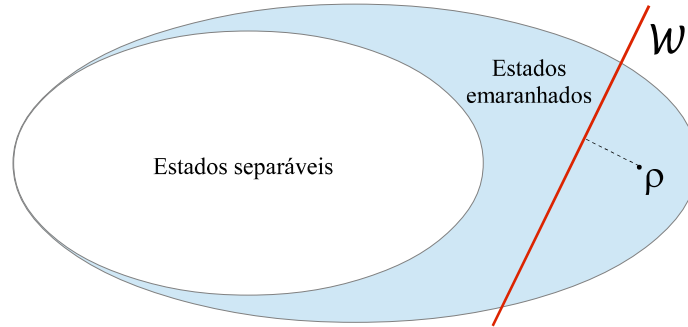 W
Estados
emaranhados
Estados separáveis
ρ